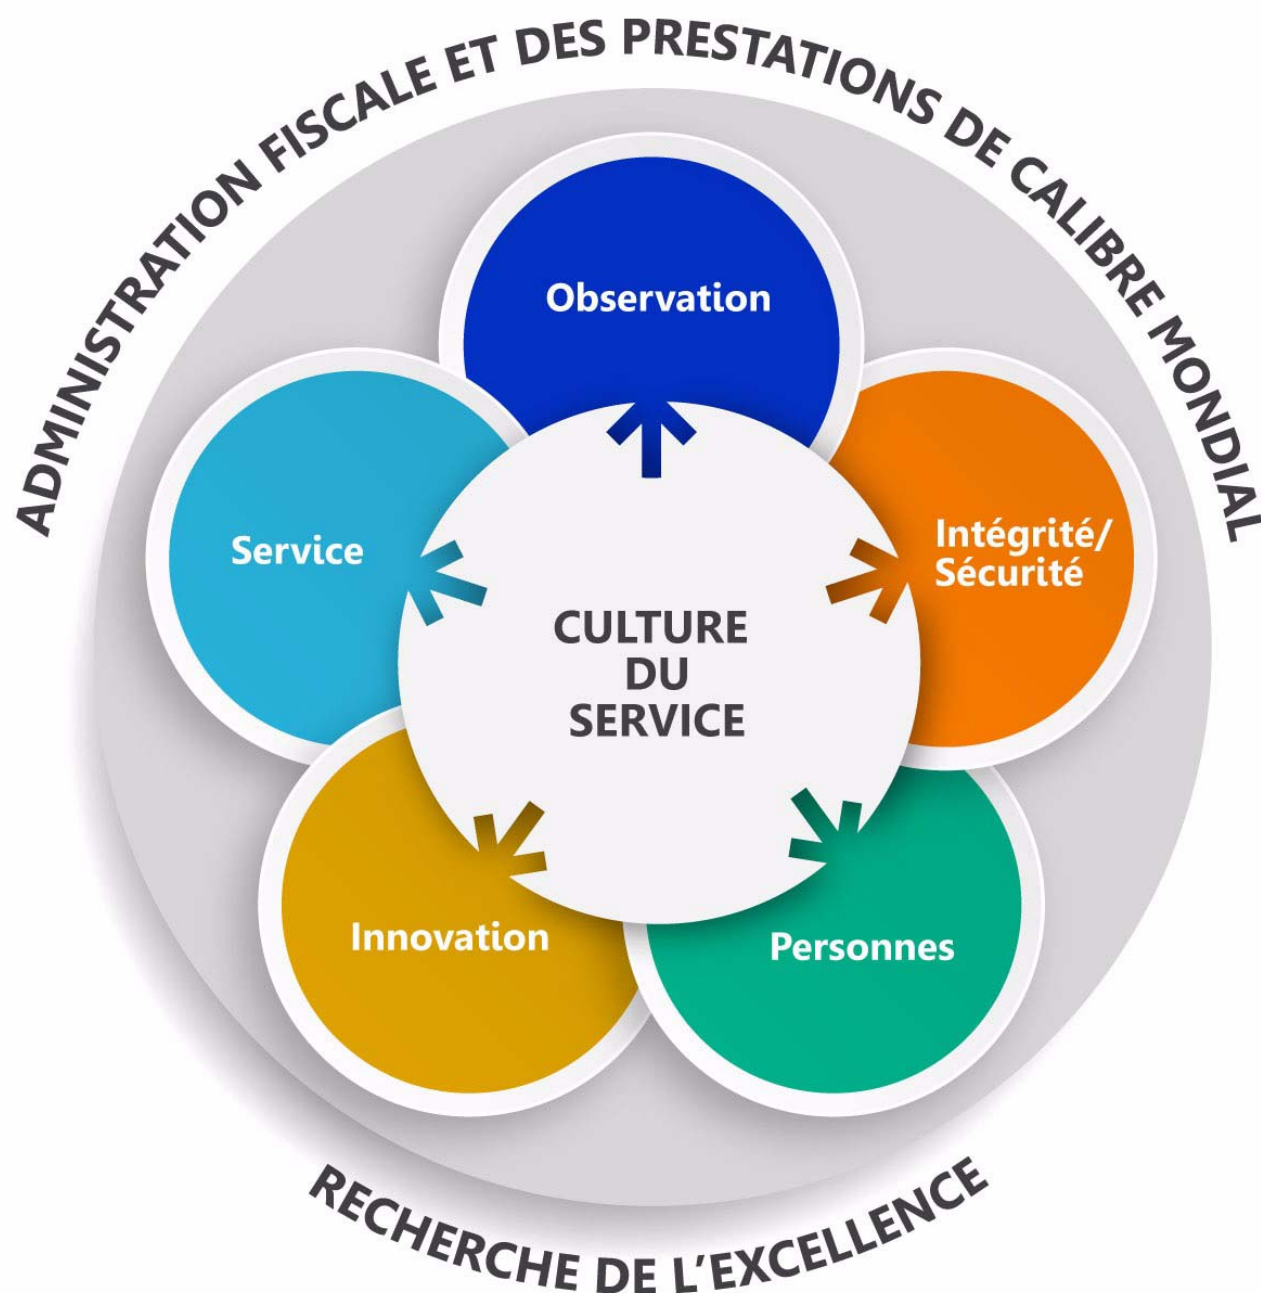 ADMINISTRATION FISCALE ET DES PRESTATIONS DE CALIBRE MONDIAL
Observation
Intégrité/
Sécurité
Service
CULTURE
DU
SERVICE
Innovation
Personnes
RECHERCHE DE L'EXCELLENCE